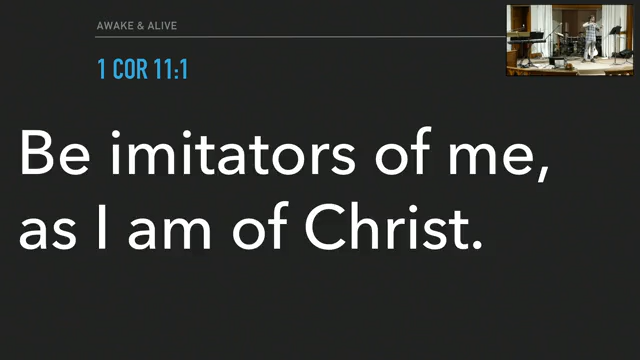 AWAKE & ALIVE
1 COR 11:1
Be imitators of me,
as I am of Christ.